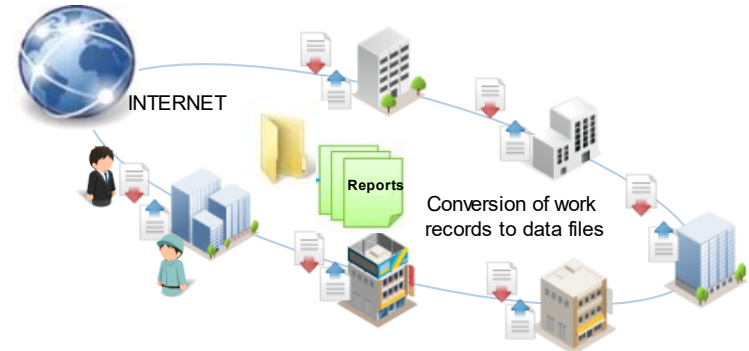 INTERNET
Reports
Conversion of work
records to data files